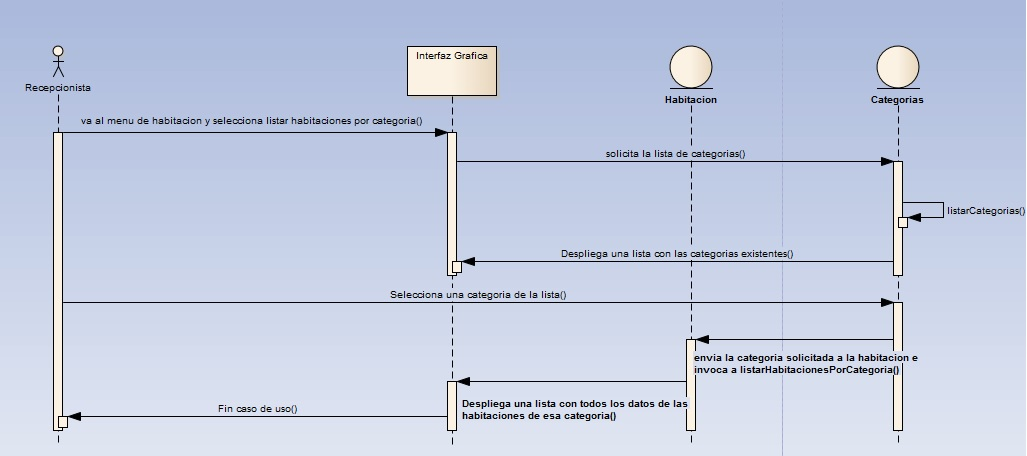 Interfaz Grafica
Recepcionista
Habitacion
Categorias
va al menu de habitacion y selecciona listar habitaciones por categoria()
solicita la lista de categorias()
listarCategorias()
Despliega una lista con las categorias existentes()
Selecciona una categoria de la lista()
envia la categoria solicitada a la habitacion e
invoca a listarHabitacionesPorCategoria()
Despliega una lista con todos los datos de las
habitaciones de esa categoria()
Fin caso de uso()